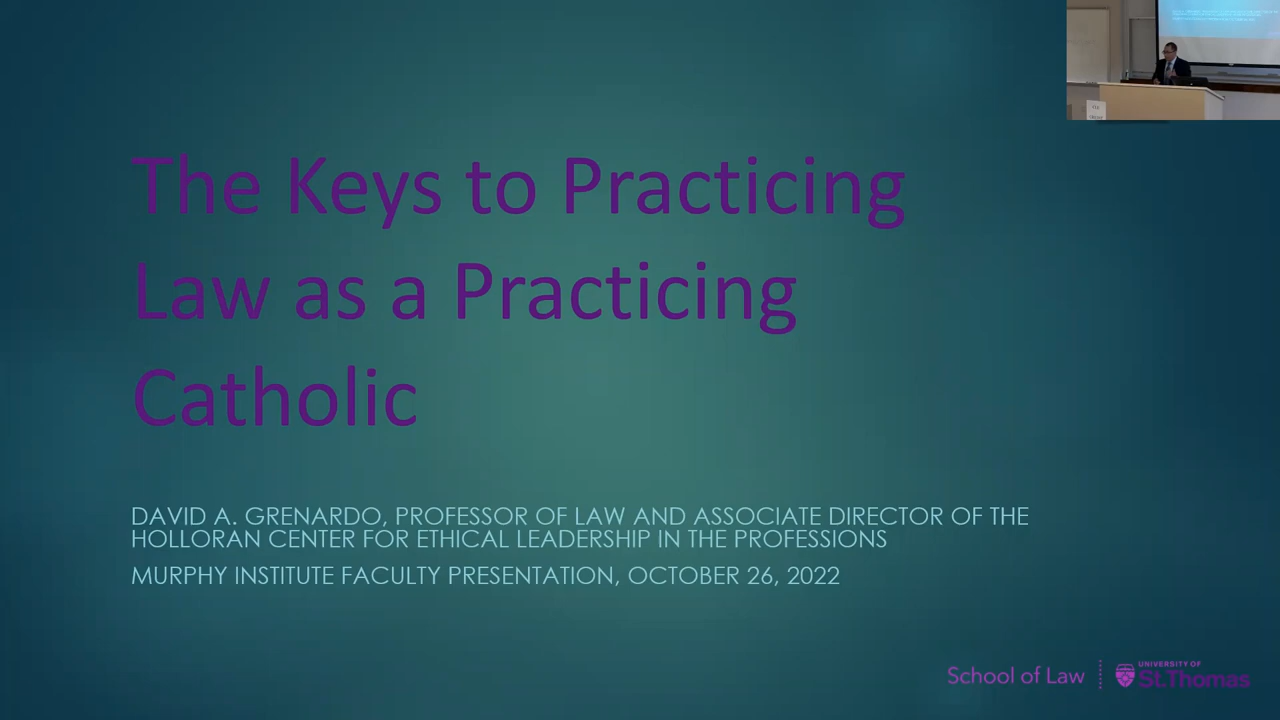 The Keys to Practicing
Law as a Practicing
Catholic
DAVID A. GRENARDO, PROFESSOR OF LAW AND ASSOCIATE DIRECTOR OF THE
HOLLORAN CENTER FOR ETHICAL LEADERSHIP IN THE PROFESSIONS
MURPHY INSTITUTE FACULTY PRESENTATION, OCTOBER 26, 2022
School of Law
UNIVERSITY OF
St.Thomas